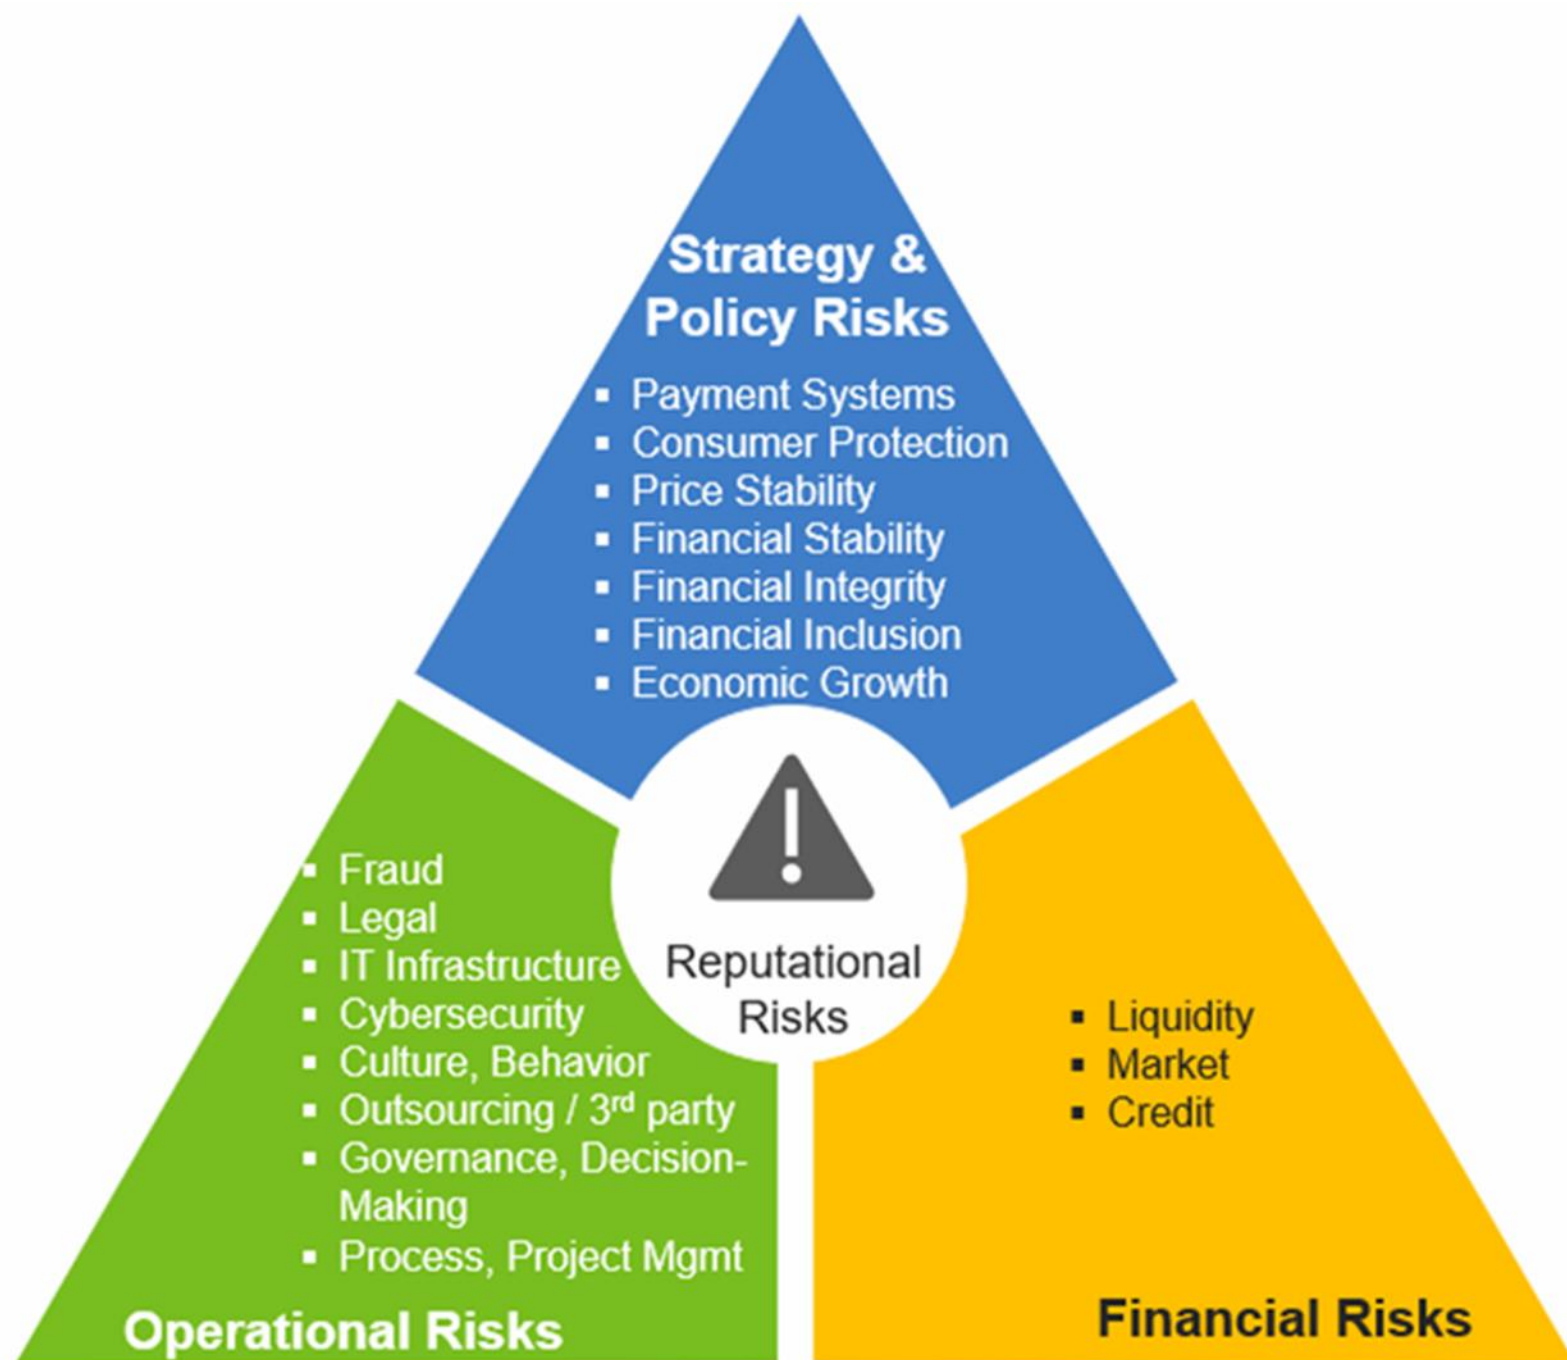 Strategy &
Policy Risks
▪ Payment Systems
▪ Consumer Protection
▪ Price Stability
▪ Financial Stability
▪ Financial Integrity
▪ Financial Inclusion
▪ Economic Growth
Reputational
Risks
▪ Fraud
▪ Legal
▪ IT Infrastructure
▪ Cybersecurity
▪ Culture, Behavior
▪ Outsourcing / 3rd party
▪ Governance, Decision-
Making
▪ Process, Project Mgmt
Operational Risks
▪ Liquidity
▪ Market
▪ Credit
Financial Risks